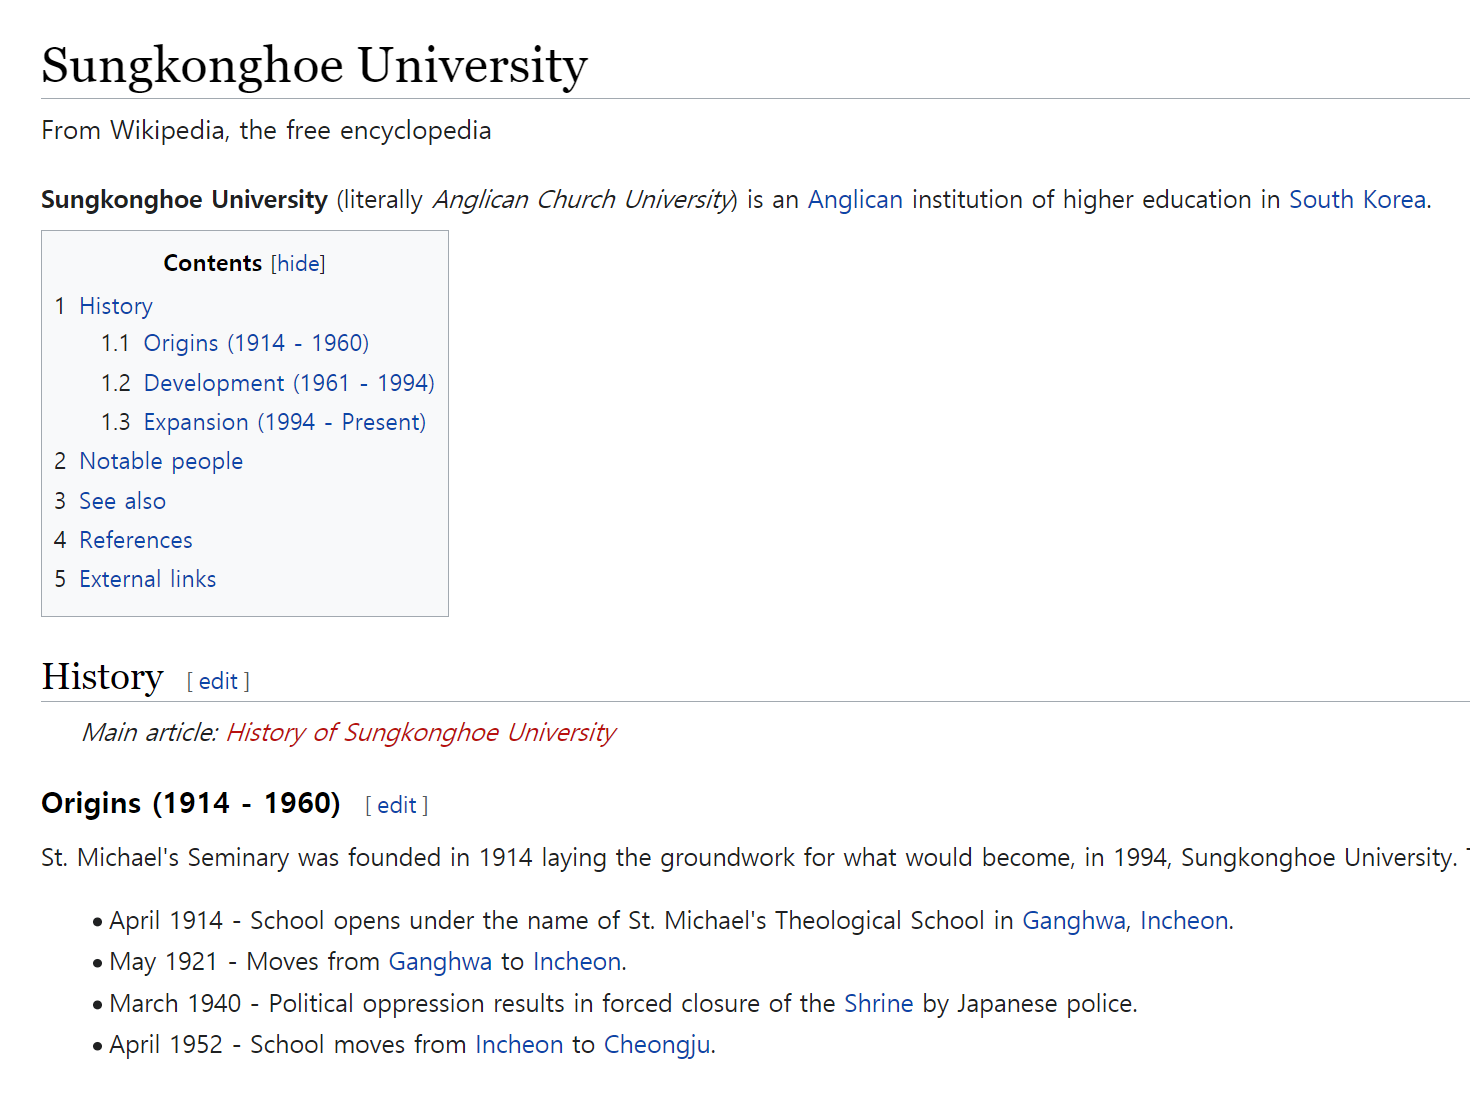 Sungkonghoe University
From Wikipedia, the free encyclopedia
Sungkonghoe University (literally Anglican Church University) is an Anglican institution of higher education in South Korea.
Contents [hide]
1 History
1.1 Origins (1914 - 1960)
1.2 Development (1961 - 1994)
1.3 Expansion (1994 - Present)
2 Notable people
3 See also
4 References
5 External links
History [ edit ]
Main article: History of Sungkonghoe University
Origins (1914 - 1960) [ edit ]
St. Michael's Seminary was founded in 1914 laying the groundwork for what would become, in 1994, Sungkonghoe University.
• April 1914 - School opens under the name of St. Michael's Theological School in Ganghwa, Incheon.
• May 1921 - Moves from Ganghwa to Incheon.
• March 1940 - Political oppression results in forced closure of the Shrine by Japanese police.
• April 1952 - School moves from Incheon to Cheongju.